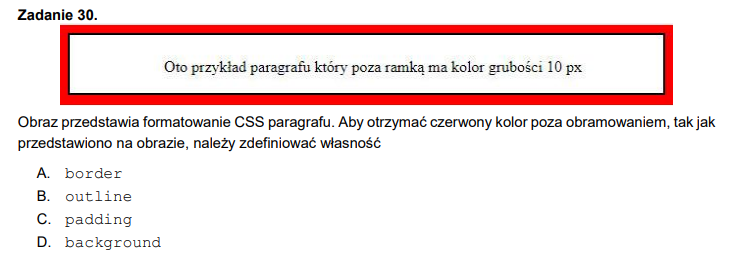 Zadanie 30.
Oto przykład paragrafu który poza ramką ma kolor grubości 10 px
Obraz przedstawia formatowanie CSS paragrafu. Aby otrzymać czerwony kolor poza obramowaniem, tak jak
przedstawiono na obrazie, należy zdefiniować własność
A. border
B. outline
C. padding
D. background